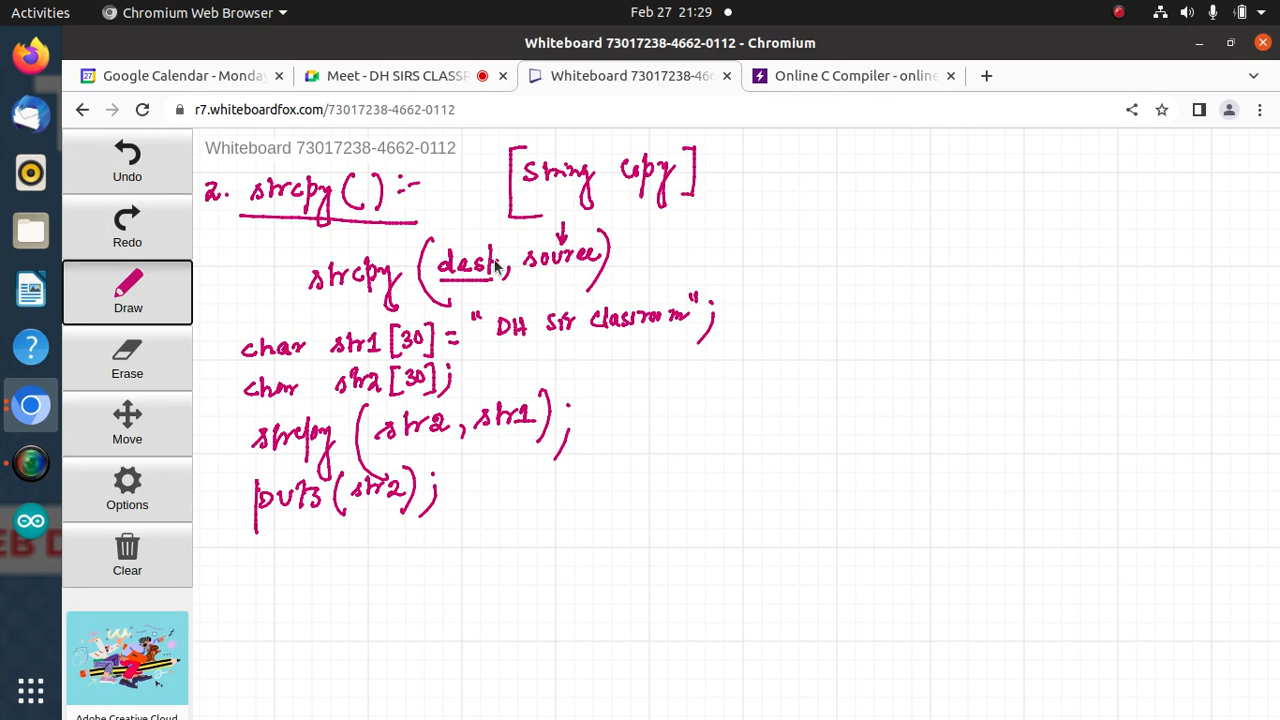 Activities
Chromium Web Browser
Feb 27 21:29
Whiteboard 73017238-4662-0112 - Chromium
27 Google Calendar - Monday
Meet - DH SIRS CLASSR
Whiteboard 73017238-466
Online C Compiler - online
r7.whiteboardfox.com/73017238-4662-0112
Undo
Redo
Draw
Erase
Move
Options
Clear
Adobe Creative Cloud
Whiteboard 73017238-4662-0112
[String copy]
2. strcpy( ) :-
strcpy (dest, source)
char str1 [30] = " DH sir classroom";
char str2 [30];
strcpy (str2, str1);
puts (str2);